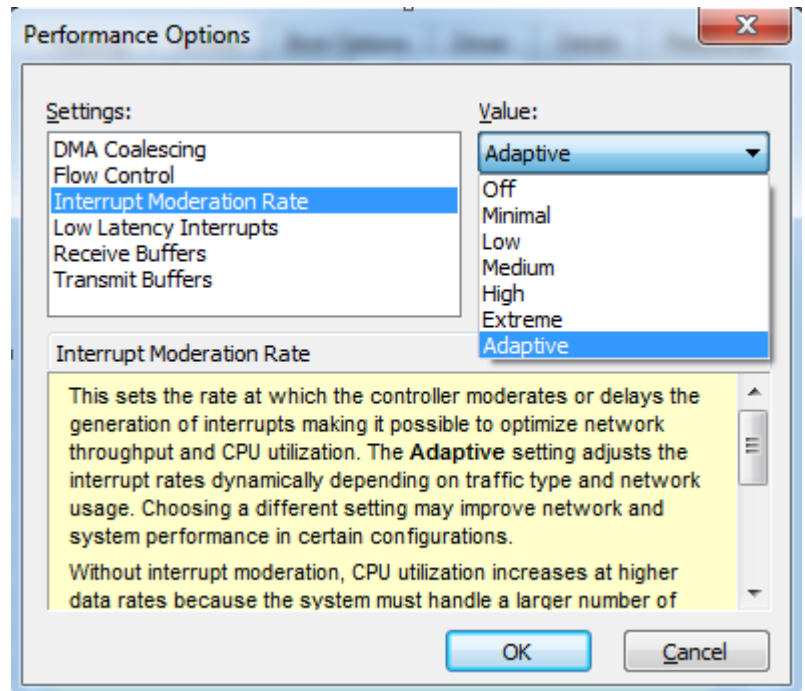 Performance Options
Settings:
Value:
DMA Coalescing
Flow Control
Interrupt Moderation Rate
Low Latency Interrupts
Receive Buffers
Transmit Buffers
Adaptive
Off
Minimal
Low
Medium
High
Extreme
Adaptive
Interrupt Moderation Rate
This sets the rate at which the controller moderates or delays the
generation of interrupts making it possible to optimize network
throughput and CPU utilization. The Adaptive setting adjusts the
interrupt rates dynamically depending on traffic type and network
usage. Choosing a different setting may improve network and
system performance in certain configurations.
Without interrupt moderation, CPU utilization increases at higher
data rates because the system must handle a larger number of
OK
Cancel